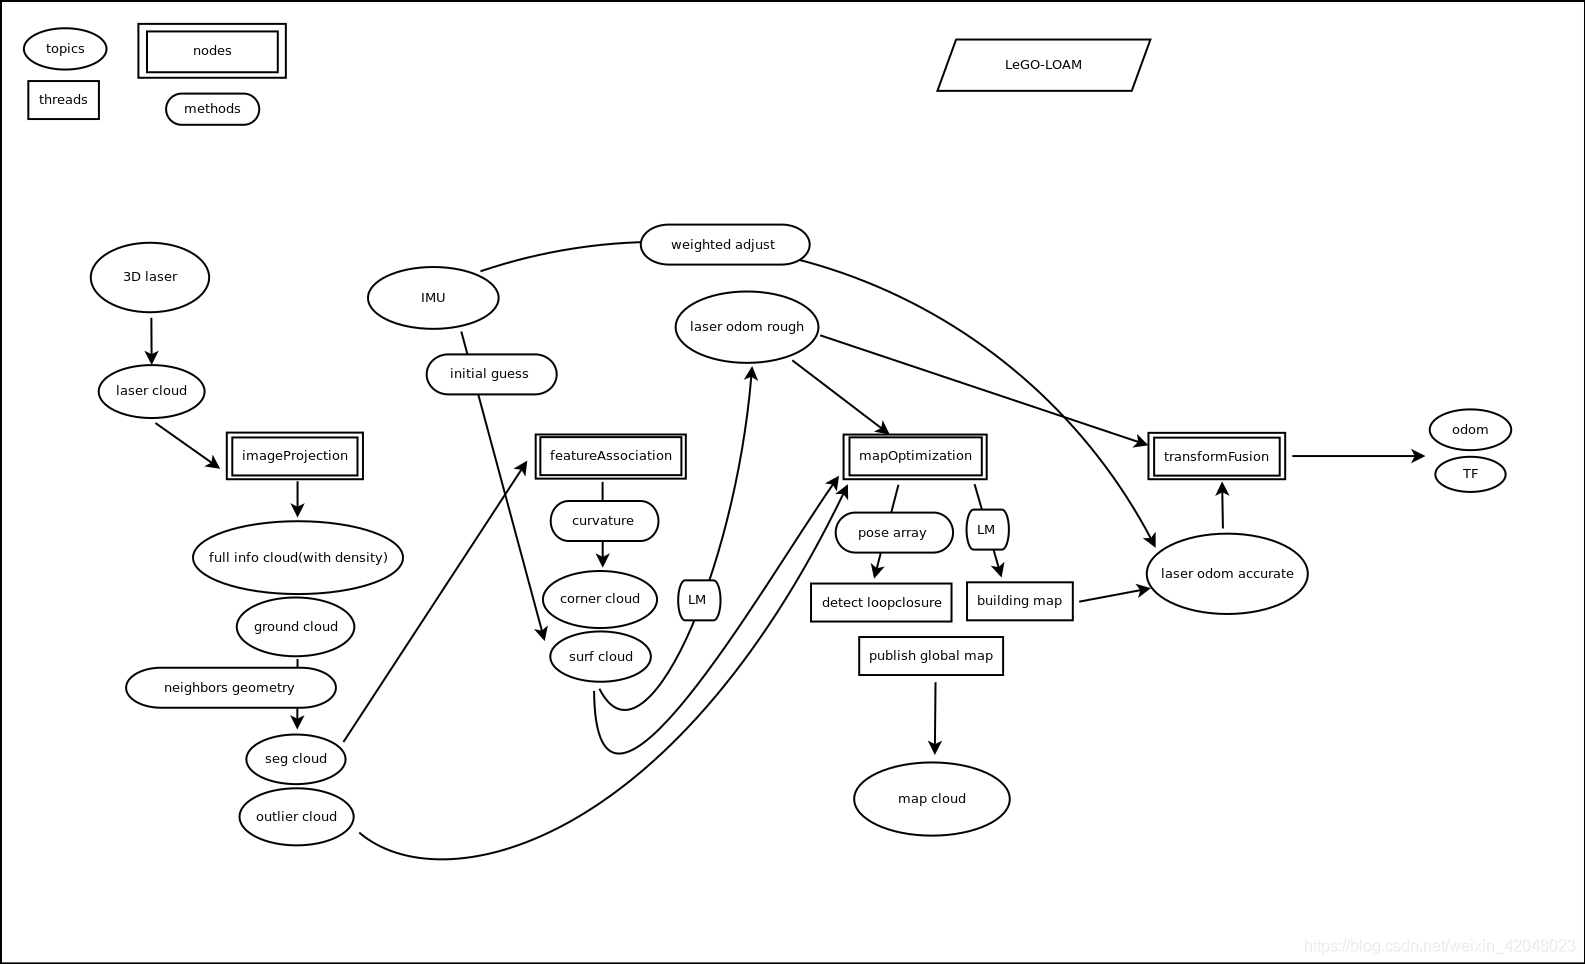 topics
nodes
threads
methods
LeGO-LOAM
weighted adjust
3D laser
IMU
laser odom rough
initial guess
laser cloud
odom
imageProjection
featureAssociation
mapOptimization
transformFusion
TF
curvature
pose array
LM
full info cloud(with density)
laser odom accurate
corner cloud
LM
detect loopclosure
building map
ground cloud
surf cloud
publish global map
neighbors geometry
seg cloud
map cloud
outlier cloud
https://blog.csdn.net/weixin_42048023